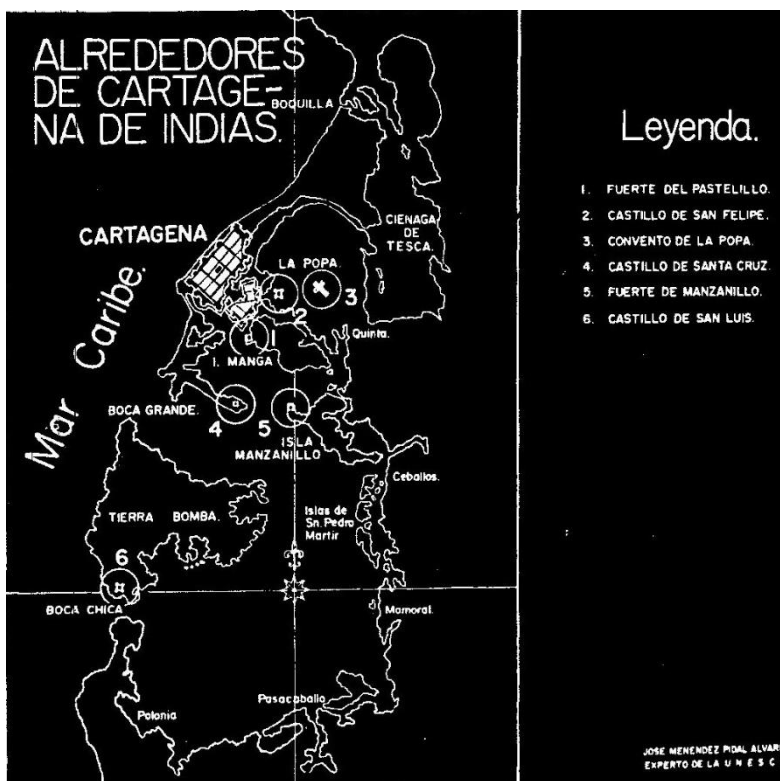 ALREDEDORES
DE CARTAGE-
NA DE INDIAS.
BOQUILLA
CIENAGA
DE
TESCA.
CARTAGENA
LA POPA.
3
2
1
Quinta.
I. MANGA
Mar Caribe.
BOCA GRANDE.
4
5
ISLA
MANZANILLO
Ceballos.
TIERRA BOMBA.
Islas de
Sn. Pedro
Martir
6
BOCA CHICA
Mamoral.
Polonia
Pasacaballo
Leyenda.
1. FUERTE DEL PASTELILLO.
2. CASTILLO DE SAN FELIPE.
3. CONVENTO DE LA POPA.
4. CASTILLO DE SANTA CRUZ.
5. FUERTE DE MANZANILLO.
6. CASTILLO DE SAN LUIS.
JOSE MENENDEZ PIDAL ALVAR
EXPERTO DE LA U N E S C